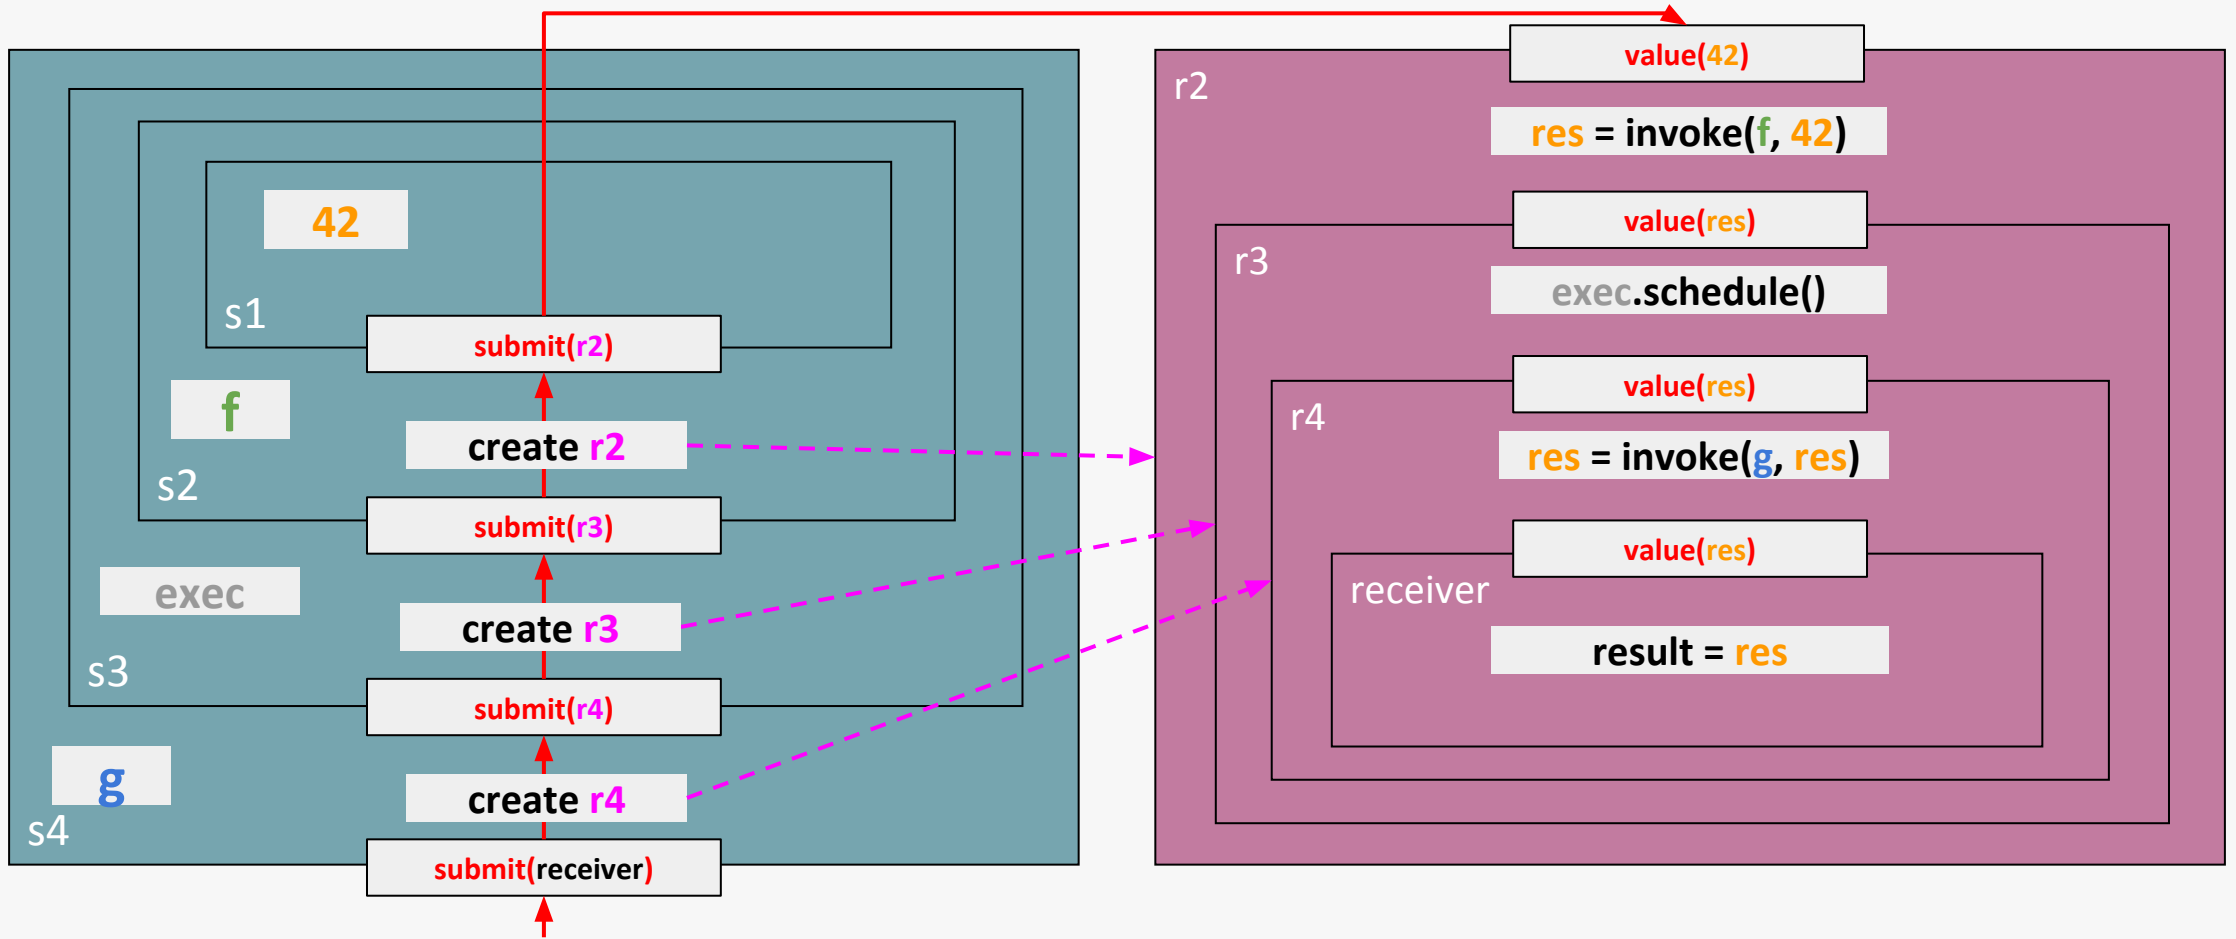 42
s1
submit(r2)
f
create r2
s2
submit(r3)
exec
create r3
s3
submit(r4)
g
create r4
s4
submit(receiver)
value(42)
r2
res = invoke(f, 42)
value(res)
r3
exec.schedule()
value(res)
r4
res = invoke(g, res)
value(res)
receiver
result = res